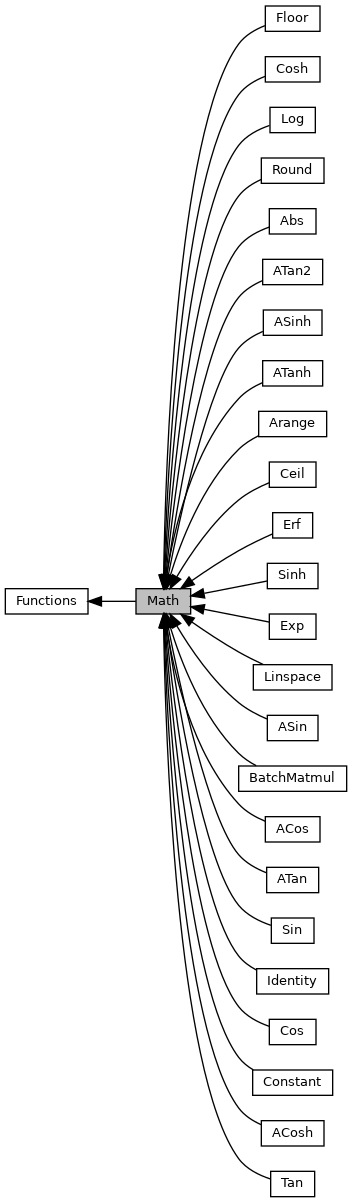 Floor
Cosh
Log
Round
Abs
ATan2
ASinh
ATanh
Arange
Ceil
Erf
Sinh
Functions
Math
Exp
Linspace
ASin
BatchMatmul
ACos
ATan
Sin
Identity
Cos
Constant
ACosh
Tan